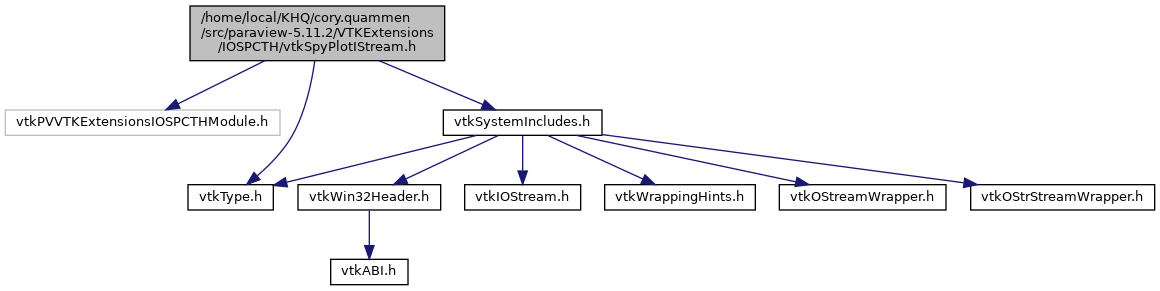 /home/local/KHQ/cory.quammen
/src/paraview-5.11.2/VTKExtensions
/IOSPCTH/vtkSpyPlotIStream.h
vtkPVVTKExtensionsIOSPCTHModule.h
vtkSystemIncludes.h
vtkType.h
vtkWin32Header.h
vtkIOStream.h
vtkWrappingHints.h
vtkOStreamWrapper.h
vtkOStrStreamWrapper.h
vtkABI.h